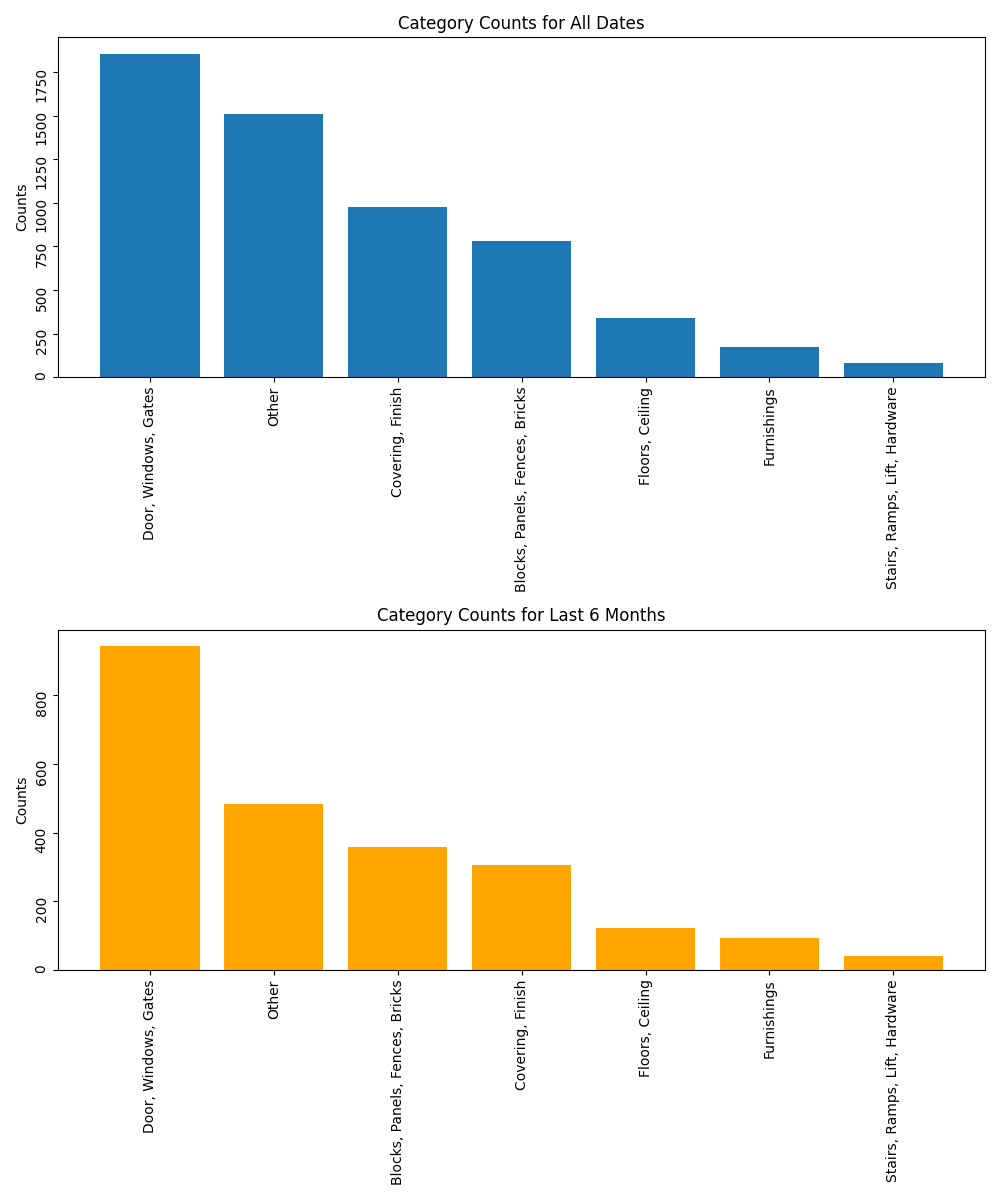 Category Counts for All Dates
Counts
1750
1500
1250
1000
750
500
250
0
Door, Windows, Gates
Other
Covering, Finish
Blocks, Panels, Fences, Bricks
Floors, Ceiling
Furnishings
Stairs, Ramps, Lift, Hardware
Category Counts for Last 6 Months
Counts
800
600
400
200
0
Door, Windows, Gates
Other
Blocks, Panels, Fences, Bricks
Covering, Finish
Floors, Ceiling
Furnishings
Stairs, Ramps, Lift, Hardware